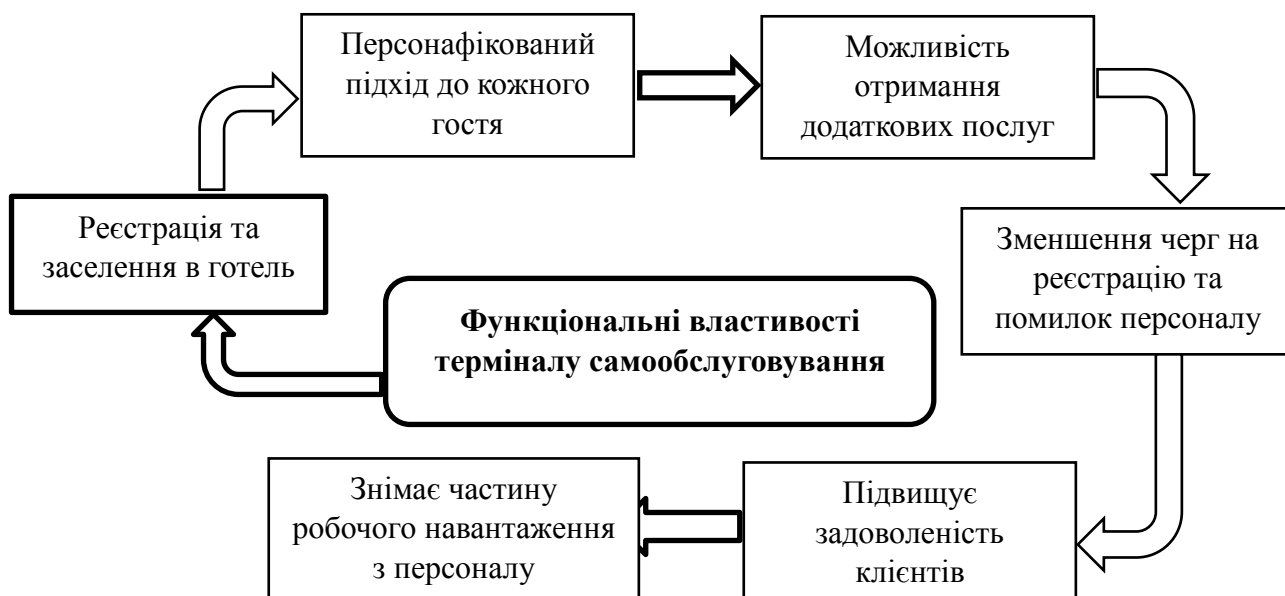 Персонафікований
підхід до кожного
гостя
Можливість
отримання
додаткових послуг
Реєстрація та
заселення в готель
Зменшення черг на
реєстрацію та
помилок персоналу
Функціональні властивості
терміналу самообслуговування
Знімає частину
робочого навантаження
з персоналу
Підвищує
задоволеність
клієнтів